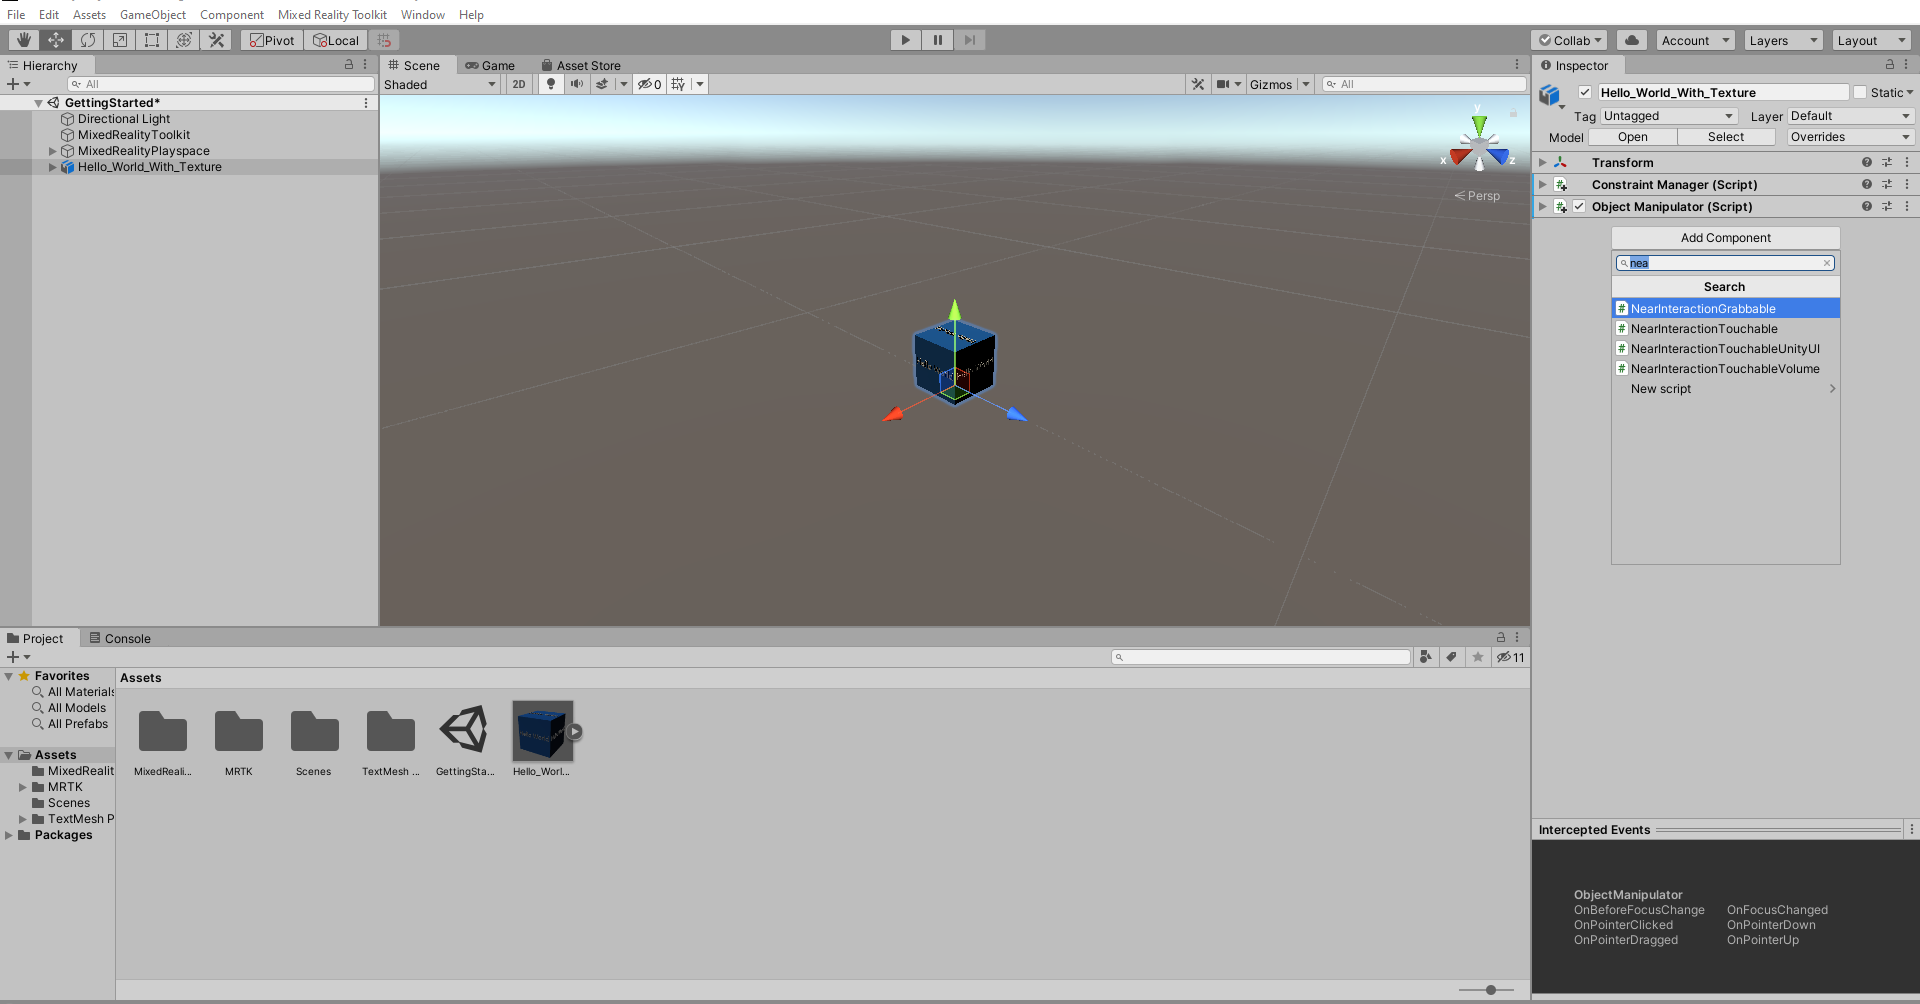 File Edit Assets GameObject Component Mixed Reality Toolkit Window Help
Pivot Local
Collab Account Layers Layout
Hierarchy
All
GettingStarted*
Directional Light
MixedRealityToolkit
MixedRealityPlayspace
Hello_World_With_Texture
Scene Game Asset Store
Shaded 2D 0 Gizmos All
y
x z
Persp
Inspector
Hello_World_With_Texture Static
Tag Untagged Layer Default
Model Open Select Overrides
Transform
Constraint Manager (Script)
Object Manipulator (Script)
Add Component
nea
Search
NearInteractionGrabbable
NearInteractionTouchable
NearInteractionTouchableUnityUI
NearInteractionTouchableVolume
New script
Project Console
11
Favorites
All Materials
All Models
All Prefabs
Assets
MixedRealit
MRTK
Scenes
TextMesh P
Packages
Assets
MixedReali... MRTK Scenes TextMesh ... GettingSta... Hello_Worl...
Intercepted Events
ObjectManipulator
OnBeforeFocusChange OnFocusChanged
OnPointerClicked OnPointerDown
OnPointerDragged OnPointerUp